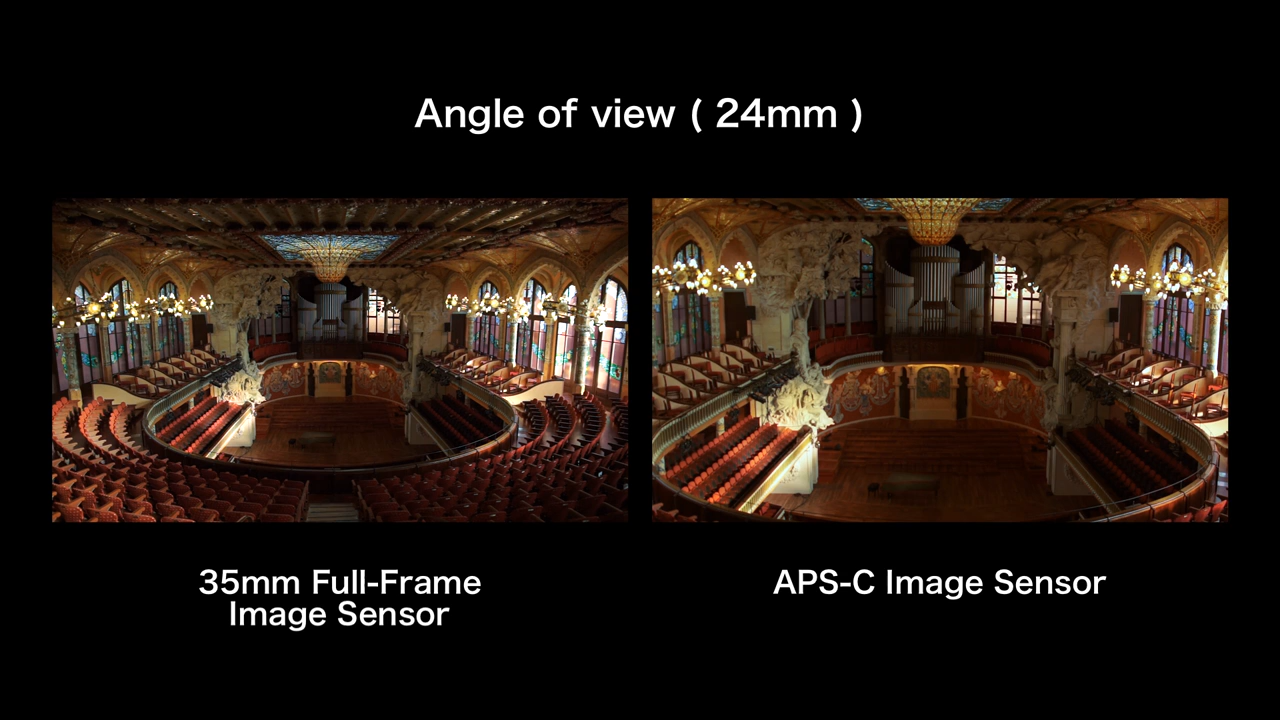 Angle of view ( 24mm )
35mm Full-Frame
Image Sensor
APS-C Image Sensor